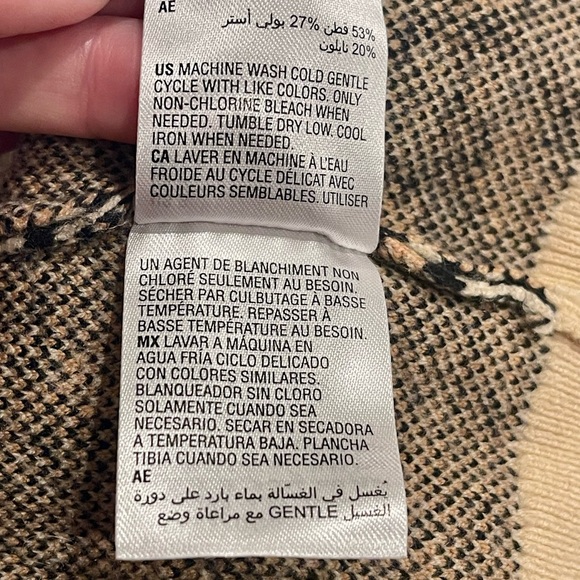 AE
53% قطن 27% بولي أستر
20% نايلون
US MACHINE WASH COLD GENTLE
CYCLE WITH LIKE COLORS. ONLY
NON-CHLORINE BLEACH WHEN
NEEDED. TUMBLE DRY LOW. COOL
IRON WHEN NEEDED.
CA LAVER EN MACHINE À L'EAU
FROIDE AU CYCLE DÉLICAT AVEC
COULEURS SEMBLABLES. UTILISER
UN AGENT DE BLANCHIMENT NON
CHLORÉ SEULEMENT AU BESOIN.
SÉCHER PAR CULBUTAGE À BASSE
TEMPÉRATURE. REPASSER À
BASSE TEMPÉRATURE AU BESOIN.
MX LAVAR A MÁQUINA EN
AGUA FRÍA CICLO DELICADO
CON COLORES SIMILARES.
BLANQUEADOR SIN CLORO
SOLAMENTE CUANDO SEA
NECESARIO. SECAR EN SECADORA
A TEMPERATURA BAJA. PLANCHA
TIBIA CUANDO SEA NECESARIO.
AE
يُغسل في الغسّالة بماء بارد على دورة
الغسيل GENTLE مع مراعاة وضع